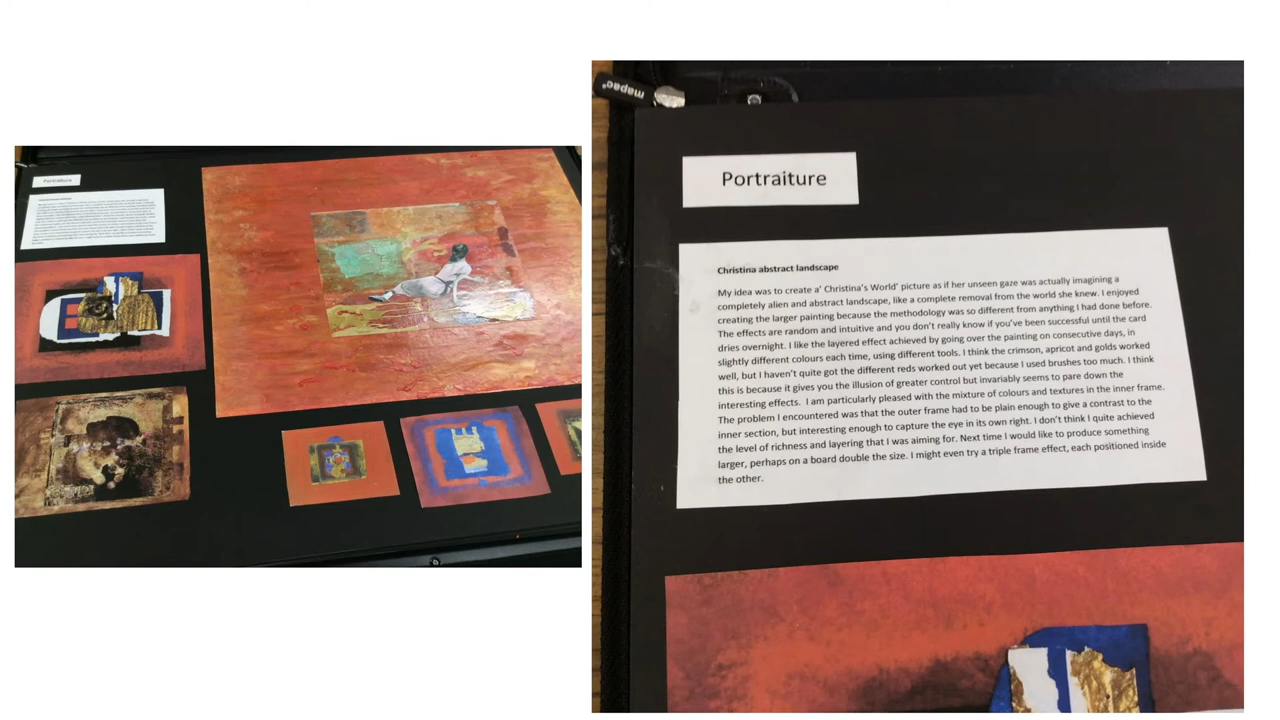 Portraiture
mapac®
Portraiture
Christina abstract landscape
My idea was to create a' Christina's World' picture as if her unseen gaze was actually imagining a
completely alien and abstract landscape, like a complete removal from the world she knew. I enjoyed
creating the larger painting because the methodology was so different from anything I had done before.
The effects are random and intuitive and you don't really know if you've been successful until the card
dries overnight. I like the layered effect achieved by going over the painting on consecutive days, in
slightly different colours each time, using different tools. I think the crimson, apricot and golds worked
well, but I haven't quite got the different reds worked out yet because I used brushes too much. I think
this is because it gives you the illusion of greater control but invariably seems to pare down the
interesting effects.  I am particularly pleased with the mixture of colours and textures in the inner frame.
The problem I encountered was that the outer frame had to be plain enough to give a contrast to the
inner section, but interesting enough to capture the eye in its own right. I don't think I quite achieved
the level of richness and layering that I was aiming for. Next time I would like to produce something
larger, perhaps on a board double the size. I might even try a triple frame effect, each positioned inside
the other.